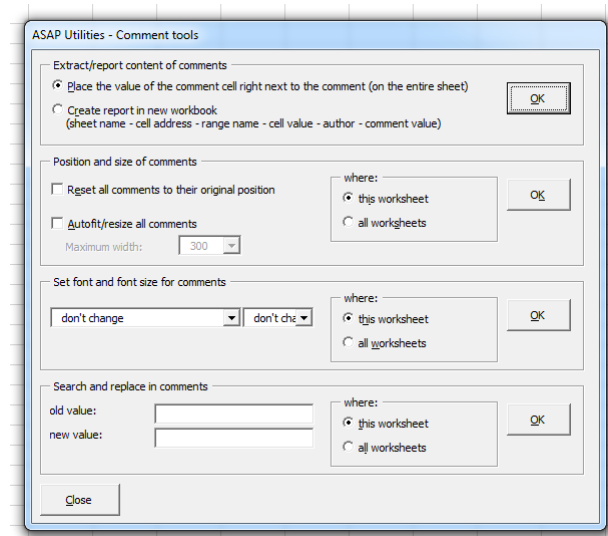 ASAP Utilities - Comment tools
Extract/report content of comments
Place the value of the comment cell right next to the comment (on the entire sheet)
OK
Create report in new workbook
(sheet name - cell address - range name - cell value - author - comment value)
Position and size of comments
where:
Reset all comments to their original position
this worksheet
OK
Autofit/resize all comments
all worksheets
Maximum width:
300
Set font and font size for comments
where:
don't change
don't cha
this worksheet
OK
all worksheets
Search and replace in comments
where:
old value:
this worksheet
OK
new value:
all worksheets
Close